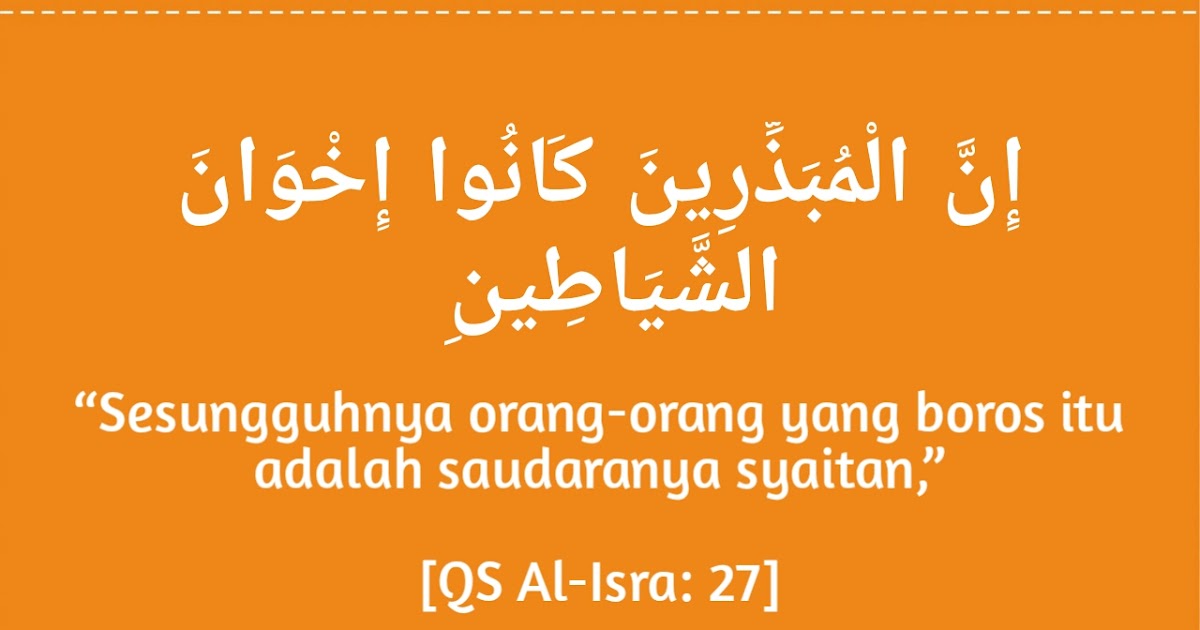 إِنَّ الْمُبَذِّرِينَ كَانُوا إِخْوَانَ
الشَّيَاطِينِ
“Sesungguhnya orang-orang yang boros itu
adalah saudaranya syaitan,”
[QS Al-Isra: 27]